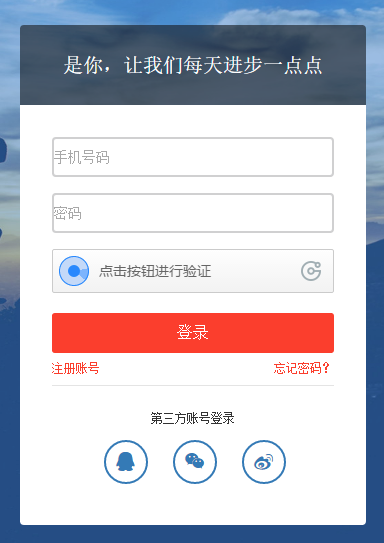 是你，让我们每天进步一点点
手机号码
密码
点击按钮进行验证
登录
注册账号 忘记密码？
第三方账号登录